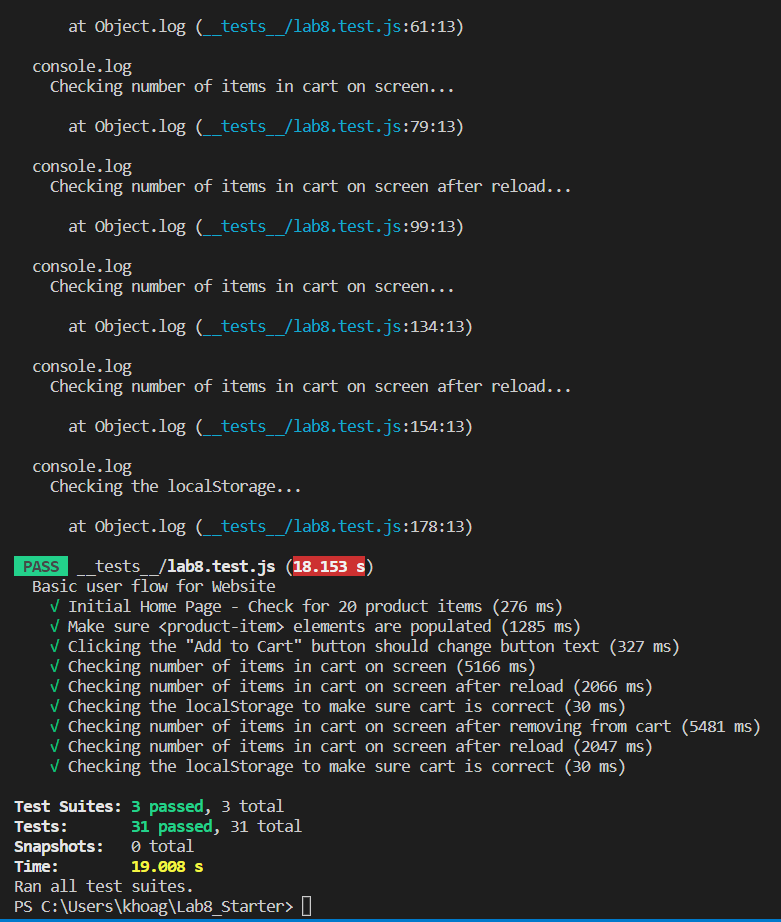 at Object.log (__tests__/lab8.test.js:61:13)
console.log
Checking number of items in cart on screen...
at Object.log (__tests__/lab8.test.js:79:13)
console.log
Checking number of items in cart on screen after reload...
at Object.log (__tests__/lab8.test.js:99:13)
console.log
Checking number of items in cart on screen...
at Object.log (__tests__/lab8.test.js:134:13)
console.log
Checking number of items in cart on screen after reload...
at Object.log (__tests__/lab8.test.js:154:13)
console.log
Checking the localStorage...
at Object.log (__tests__/lab8.test.js:178:13)
PASS __tests__/lab8.test.js (18.153 s)
Basic user flow for Website
√ Initial Home Page - Check for 20 product items (276 ms)
√ Make sure <product-item> elements are populated (1285 ms)
√ Clicking the "Add to Cart" button should change button text (327 ms)
√ Checking number of items in cart on screen (5166 ms)
√ Checking number of items in cart on screen after reload (2066 ms)
√ Checking the localStorage to make sure cart is correct (30 ms)
√ Checking number of items in cart on screen after removing from cart (5481 ms)
√ Checking number of items in cart on screen after reload (2047 ms)
√ Checking the localStorage to make sure cart is correct (30 ms)
Test Suites: 3 passed, 3 total
Tests: 31 passed, 31 total
Snapshots: 0 total
Time: 19.008 s
Ran all test suites.
PS C:\Users\khoag\Lab8_Starter>